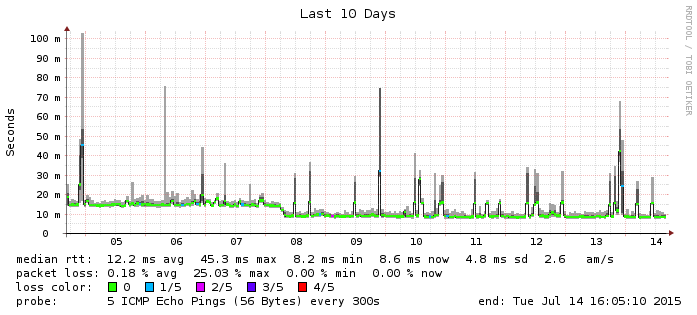 Last 10 Days
RRDTOOL / TOBI OETIKER
Seconds
100 m
90 m
80 m
70 m
60 m
50 m
40 m
30 m
20 m
10 m
0
05 06 07 08 09 10 11 12 13 14
median rtt: 12.2 ms avg 45.3 ms max 8.2 ms min 8.6 ms now 4.8 ms sd 2.6 am/s
packet loss: 0.18 % avg 25.03 % max 0.00 % min 0.00 % now
loss color: 0 1/5 2/5 3/5 4/5
probe: 5 ICMP Echo Pings (56 Bytes) every 300s end: Tue Jul 14 16:05:10 2015